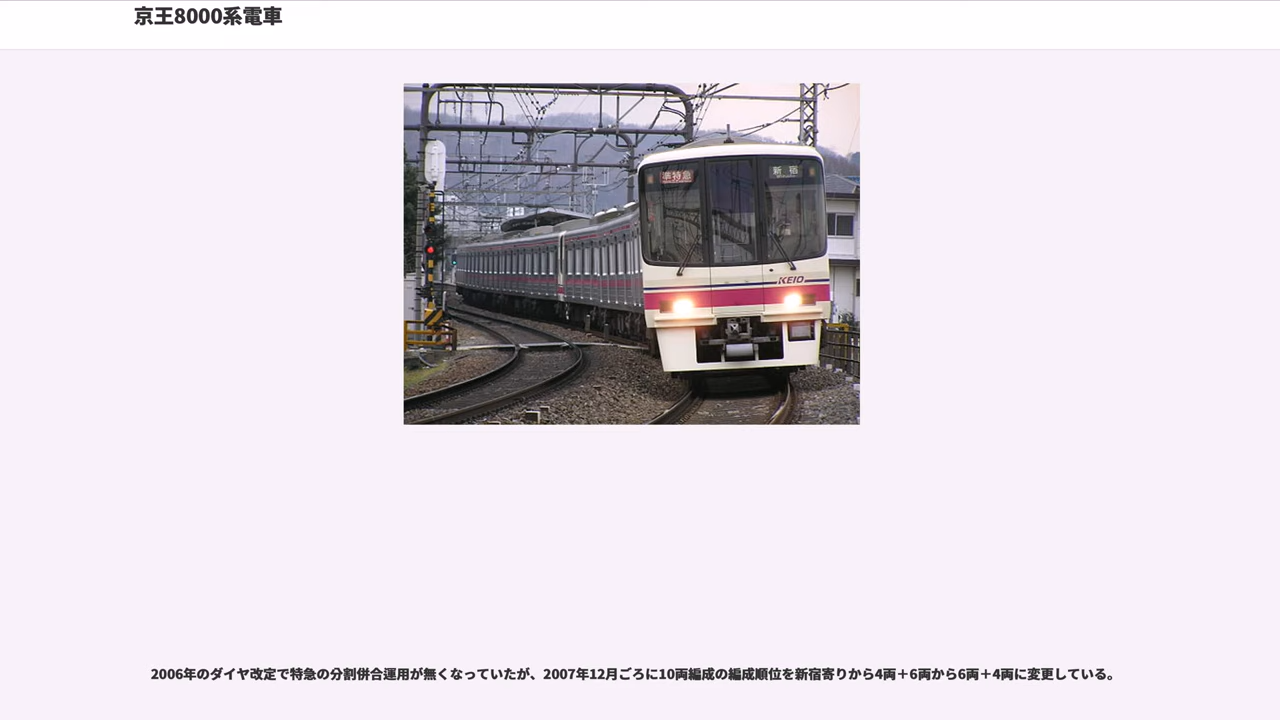 京王8000系電車
準特急
新宿
KEIO
2006年のダイヤ改定で特急の分割併合運用が無くなっていたが、2007年12月ごろに10両編成の編成順位を新宿寄りから4両＋6両から6両＋4両に変更している。